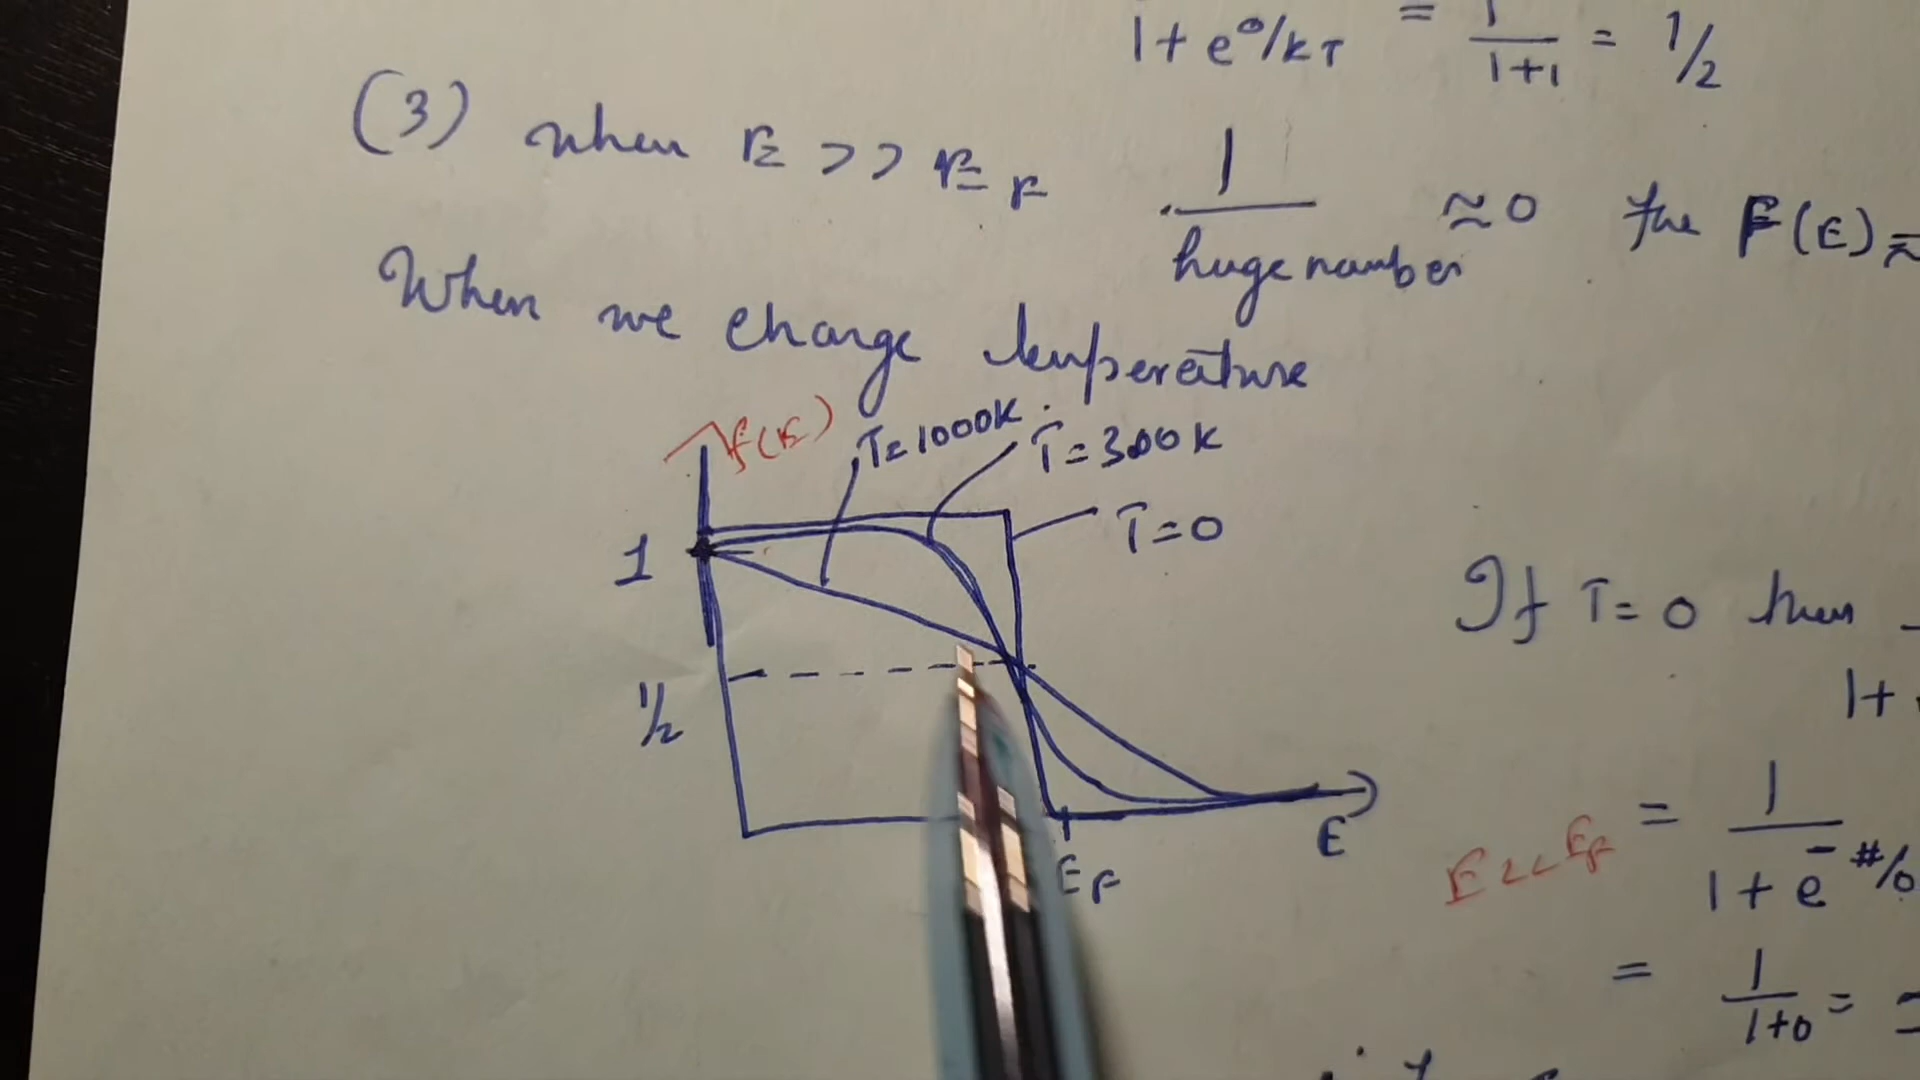 1 + e^0/kT = 1/1+1 = 1/2
(3) when E >> E_F 1/huge number ≈ 0 the F(E) ≈
When we change temperature
f(E) T=1000K T=300K
T=0
1
1/2
E
E_F
If T=0 then
1+
E<<E_F = 1/1+e^-#/0
= 1/1+0 =